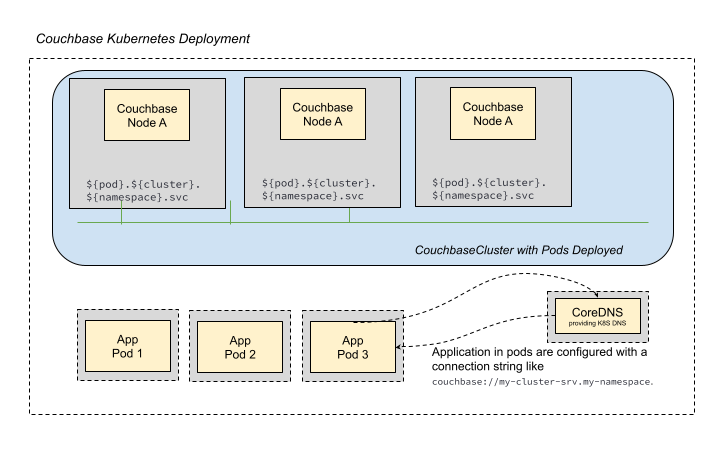 Couchbase Kubernetes Deployment
Couchbase
Node A
Couchbase
Node A
Couchbase
Node A
${pod}.${cluster}.
${namespace}.svc
${pod}.${cluster}.
${namespace}.svc
${pod}.${cluster}.
${namespace}.svc
CouchbaseCluster with Pods Deployed
App
Pod 1
App
Pod 2
App
Pod 3
CoreDNS
providing K8S DNS
Application in pods are configured with a
connection string like
couchbase://my-cluster-srv.my-namespace.